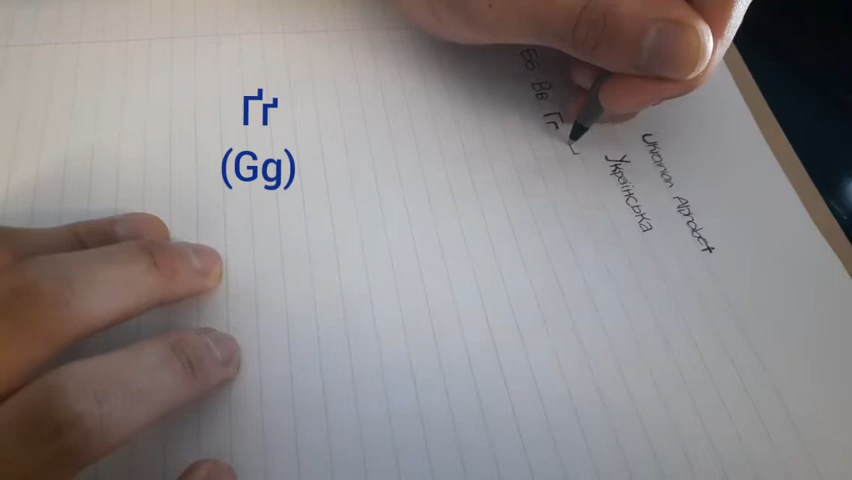 Ґґ
(Gg)
Ukrainian Alphabet
Українська
Бб Вв Гг